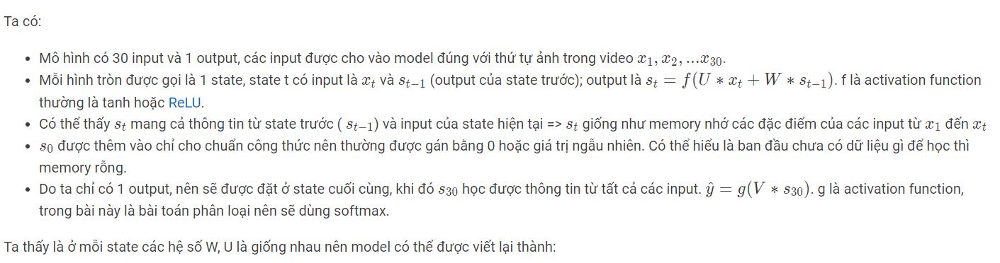 Ta có:
• Mô hình có 30 input và 1 output, các input được cho vào model đúng với thứ tự ảnh trong video $x_1, x_2, ...x_{30}$.
• Mỗi hình tròn được gọi là 1 state, state t có input là $x_t$ và $s_{t-1}$ (output của state trước); output là $s_t = f(U * x_t + W * s_{t-1})$. f là activation function
thường là tanh hoặc ReLU.
• Có thể thấy $s_t$ mang cả thông tin từ state trước ( $s_{t-1}$) và input của state hiện tại => $s_t$ giống như memory nhớ các đặc điểm của các input từ $x_1$ đến $x_t$
• $s_0$ được thêm vào chỉ cho chuẩn công thức nên thường được gán bằng 0 hoặc giá trị ngẫu nhiên. Có thể hiểu là ban đầu chưa có dữ liệu gì để học thì
memory rỗng.
• Do ta chỉ có 1 output, nên sẽ được đặt ở state cuối cùng, khi đó $s_{30}$ học được thông tin từ tất cả các input. $\hat{y} = g(V * s_{30})$. g là activation function,
trong bài này là bài toán phân loại nên sẽ dùng softmax.
Ta thấy là ở mỗi state các hệ số W, U là giống nhau nên model có thể được viết lại thành: